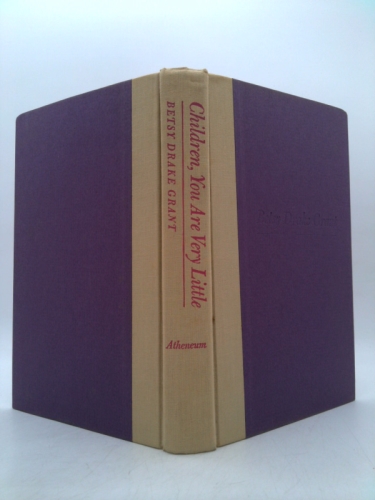 Children, You Are Very Little
BETSY DRAKE GRANT
Atheneum